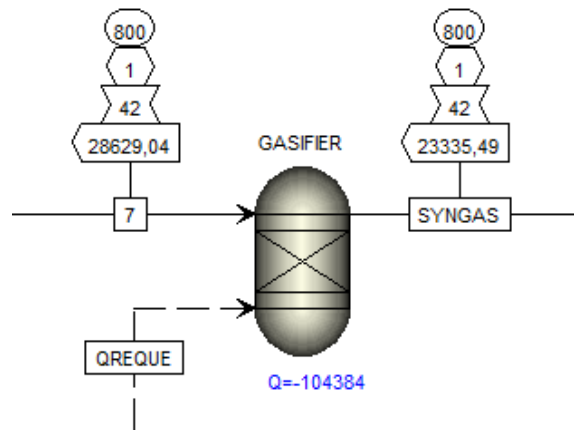 800
1
42
28629,04
7
GASIFIER
800
1
42
23335,49
SYNGAS
QREQUE
Q=-104384